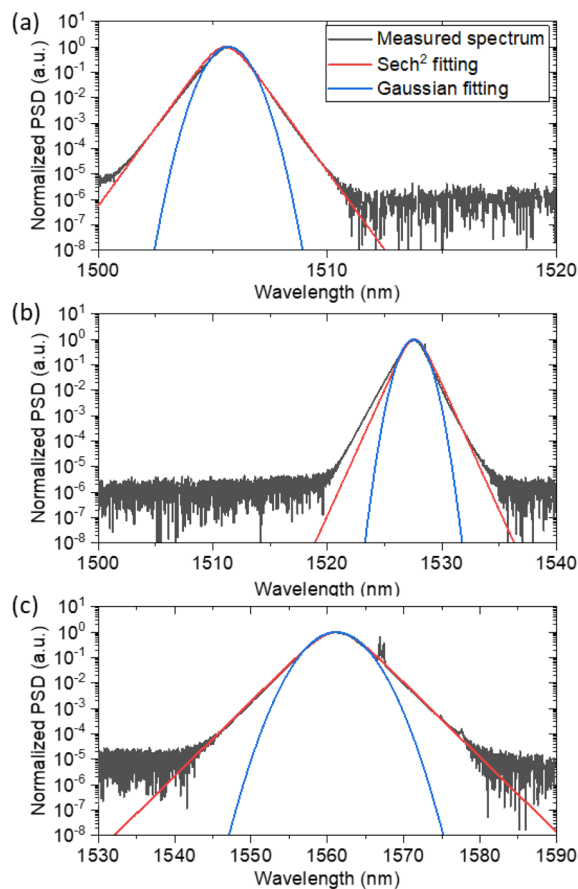 (a)
Normalized PSD (a.u.)
10^1
10^0
10^-1
10^-2
10^-3
10^-4
10^-5
10^-6
10^-7
10^-8
Measured spectrum
Sech^2 fitting
Gaussian fitting
1500 1510 1520
Wavelength (nm)
(b)
Normalized PSD (a.u.)
10^1
10^0
10^-1
10^-2
10^-3
10^-4
10^-5
10^-6
10^-7
10^-8
1500 1510 1520 1530 1540
Wavelength (nm)
(c)
Normalized PSD (a.u.)
10^1
10^0
10^-1
10^-2
10^-3
10^-4
10^-5
10^-6
10^-7
10^-8
1530 1540 1550 1560 1570 1580 1590
Wavelength (nm)